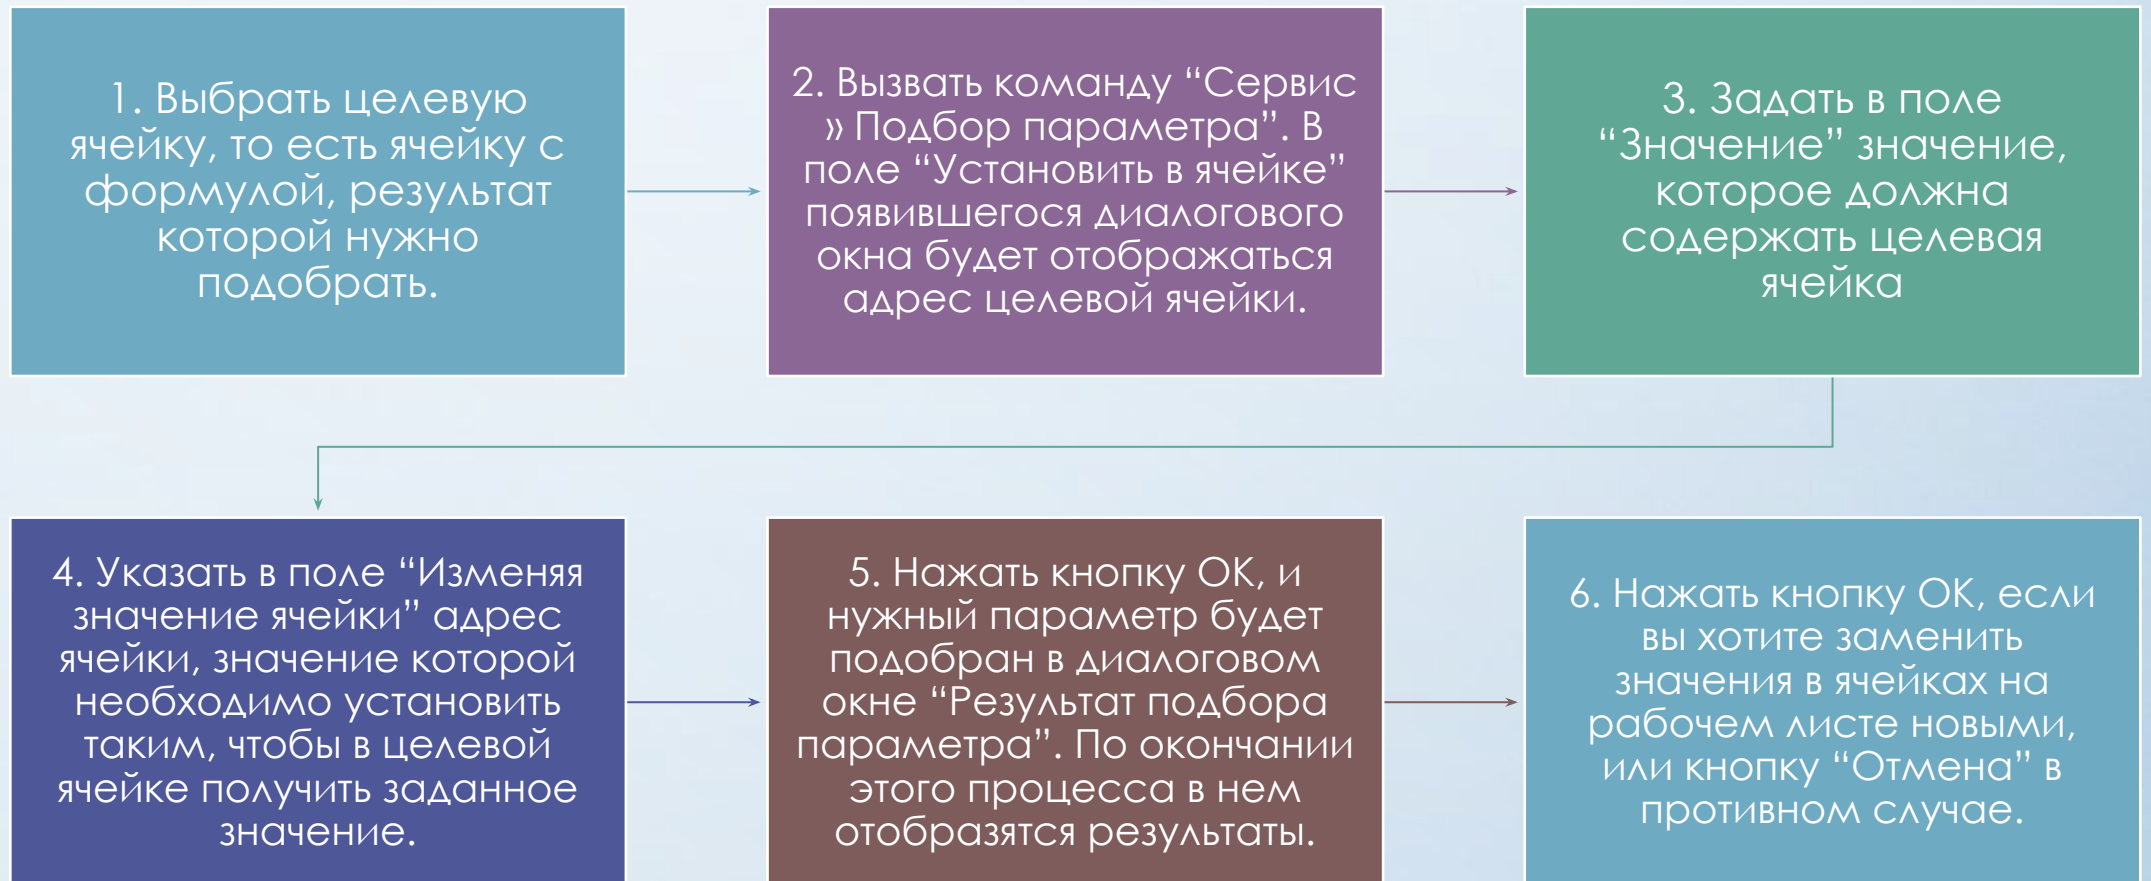 1. Выбрать целевую
ячейку, то есть ячейку с
формулой, результат
которой нужно
подобрать.
2. Вызвать команду “Сервис
» Подбор параметра”. В
поле “Установить в ячейке”
появившегося диалогового
окна будет отображаться
адрес целевой ячейки.
3. Задать в поле
“Значение” значение,
которое должна
содержать целевая
ячейка
4. Указать в поле “Изменяя
значение ячейки” адрес
ячейки, значение которой
необходимо установить
таким, чтобы в целевой
ячейке получить заданное
значение.
5. Нажать кнопку ОК, и
нужный параметр будет
подобран в диалоговом
окне “Результат подбора
параметра”. По окончании
этого процесса в нем
отобразятся результаты.
6. Нажать кнопку ОК, если
вы хотите заменить
значения в ячейках на
рабочем листе новыми,
или кнопку “Отмена” в
противном случае.